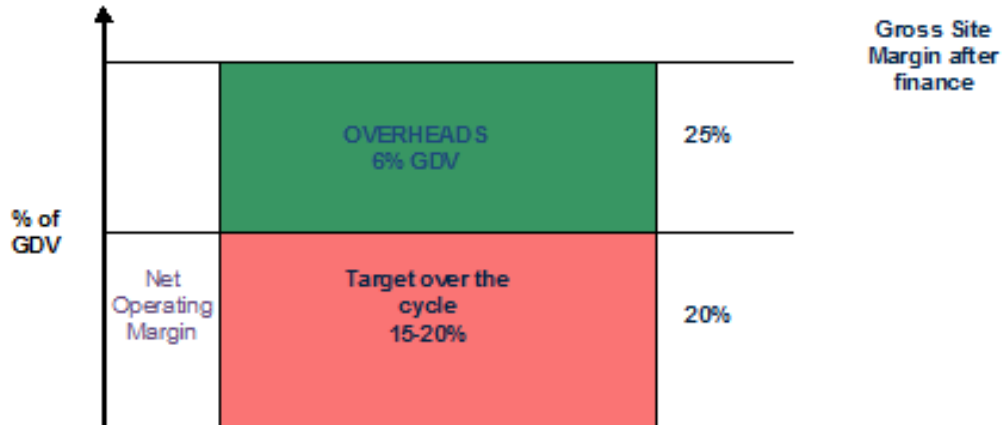 Gross Site
Margin after
finance
OVERHEADS
6% GDV
25%
% of
GDV
Net
Operating
Margin
Target over the
cycle
15-20%
20%